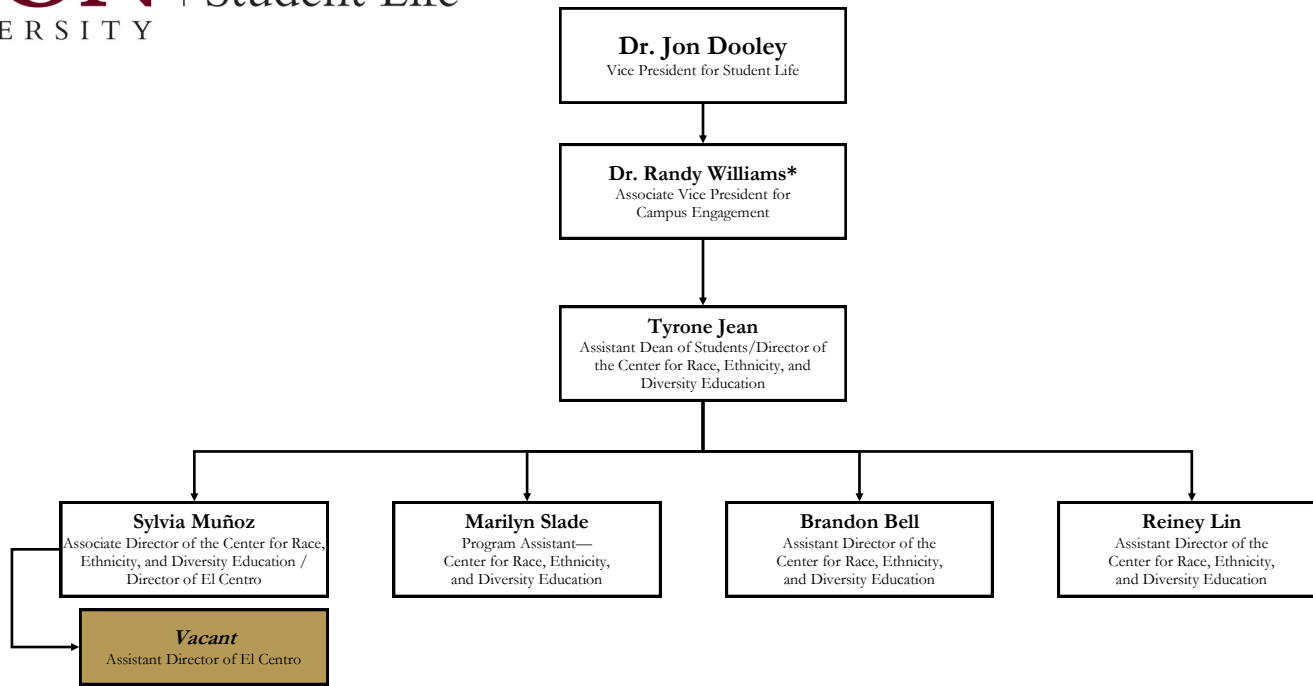 Student Life
ERSITY
Dr. Jon Dooley
Vice President for Student Life
Dr. Randy Williams*
Associate Vice President for
Campus Engagement
Tyrone Jean
Assistant Dean of Students/Director of
the Center for Race, Ethnicity, and
Diversity Education
Sylvia Muñoz
Associate Director of the Center for Race,
Ethnicity, and Diversity Education /
Director of El Centro
Marilyn Slade
Program Assistant—
Center for Race, Ethnicity,
and Diversity Education
Brandon Bell
Assistant Director of the
Center for Race, Ethnicity,
and Diversity Education
Reiney Lin
Assistant Director of the
Center for Race, Ethnicity,
and Diversity Education
Vacant
Assistant Director of El Centro